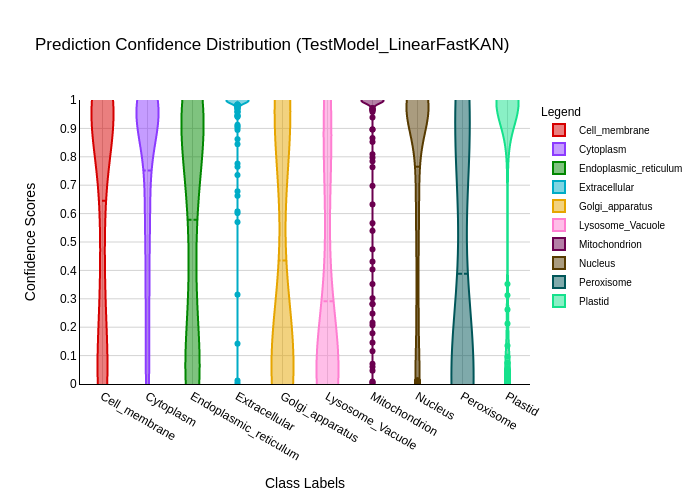 Prediction Confidence Distribution (TestModel_LinearFastKAN)
Confidence Scores
1
0.9
0.8
0.7
0.6
0.5
0.4
0.3
0.2
0.1
0
Cell_membrane
Cytoplasm
Endoplasmic_reticulum
Extracellular
Golgi_apparatus
Lysosome_Vacuole
Mitochondrion
Nucleus
Peroxisome
Plastid
Class Labels
Legend
Cell_membrane
Cytoplasm
Endoplasmic_reticulum
Extracellular
Golgi_apparatus
Lysosome_Vacuole
Mitochondrion
Nucleus
Peroxisome
Plastid